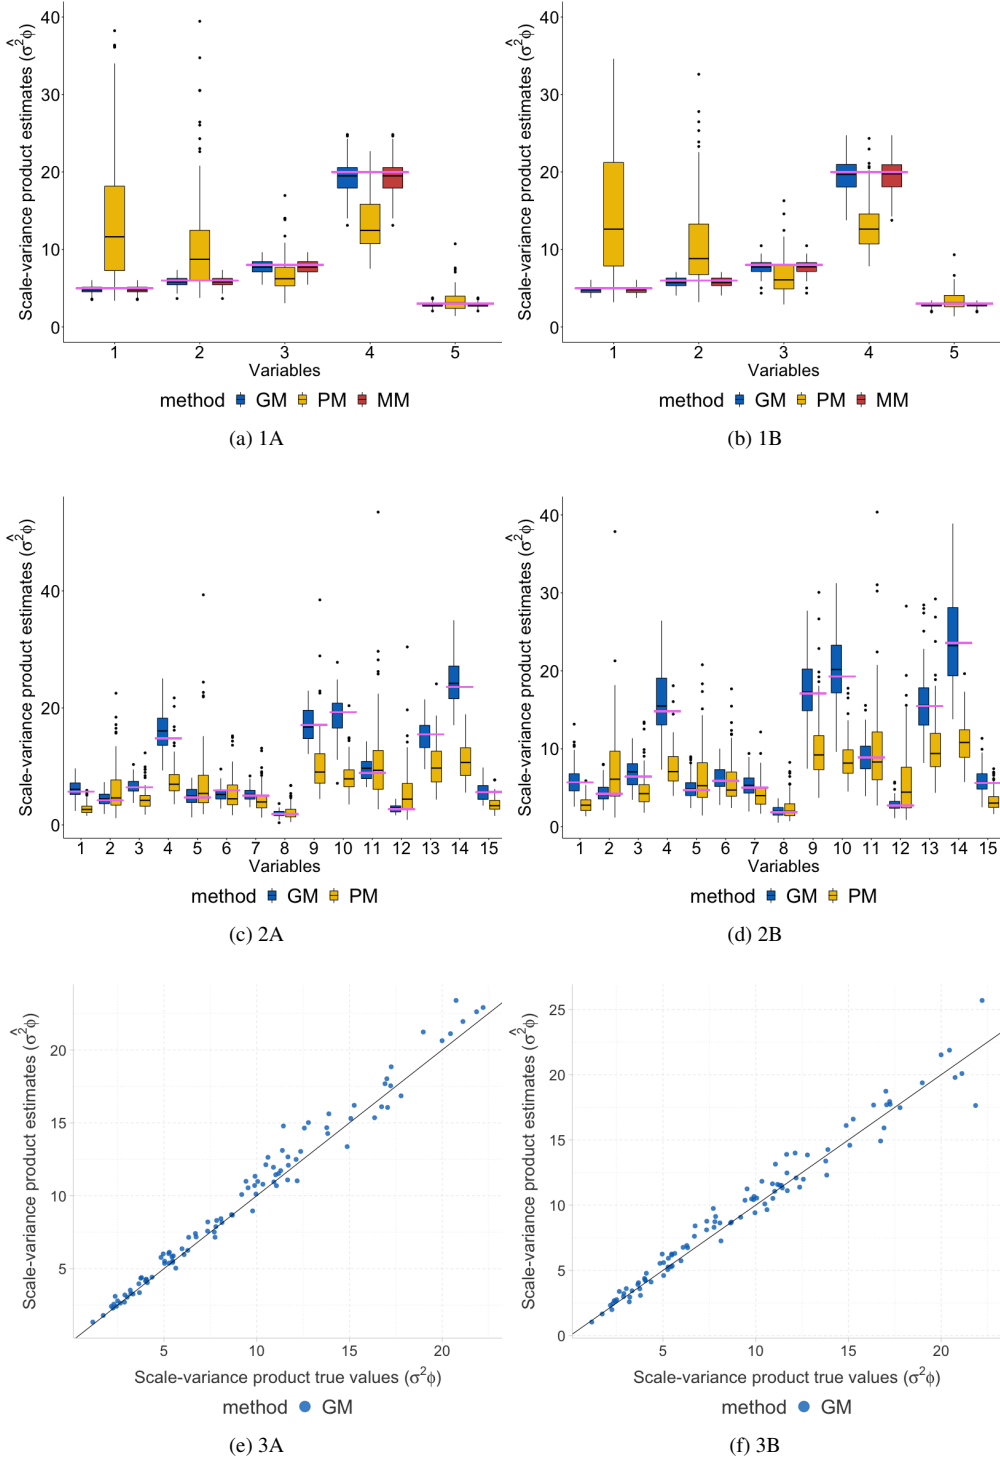 Scale-variance product estimates (σ^2ϕ)
40
30
20
10
0
1 2 3 4 5
Variables
method GM PM MM
(a) 1A
Scale-variance product estimates (σ^2ϕ)
40
30
20
10
0
1 2 3 4 5
Variables
method GM PM MM
(b) 1B
Scale-variance product estimates (σ^2ϕ)
40
20
0
1 2 3 4 5 6 7 8 9 10 11 12 13 14 15
Variables
method GM PM
(c) 2A
Scale-variance product estimates (σ^2ϕ)
40
30
20
10
0
1 2 3 4 5 6 7 8 9 10 11 12 13 14 15
Variables
method GM PM
(d) 2B
Scale-variance product estimates (σ^2ϕ)
20
15
10
5
5 10 15 20
Scale-variance product true values (σ²ϕ)
method GM
(e) 3A
Scale-variance product estimates (σ^2ϕ)
25
20
15
10
5
0
5 10 15 20
Scale-variance product true values (σ²ϕ)
method GM
(f) 3B